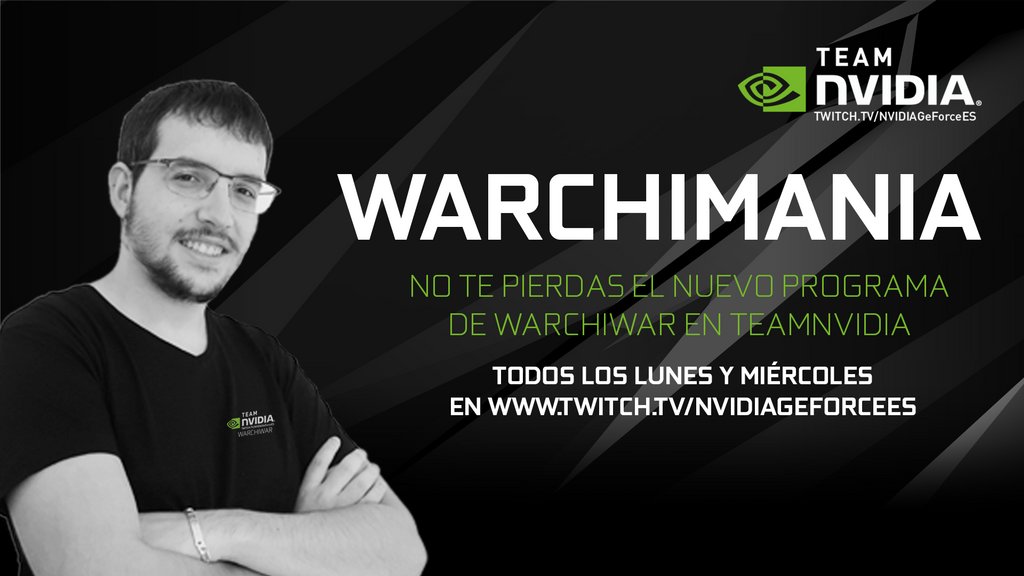 TEAM
NVIDIA®
TWITCH.TV/NVIDIAGeForceES
WARCHIMANIA
NO TE PIERDAS EL NUEVO PROGRAMA
DE WARCHIWAR EN TEAMNVIDIA
TODOS LOS LUNES Y MIÉRCOLES
EN WWW.TWITCH.TV/NVIDIAGEFORCEES
TEAM
NVIDIA
WARCHIWAR